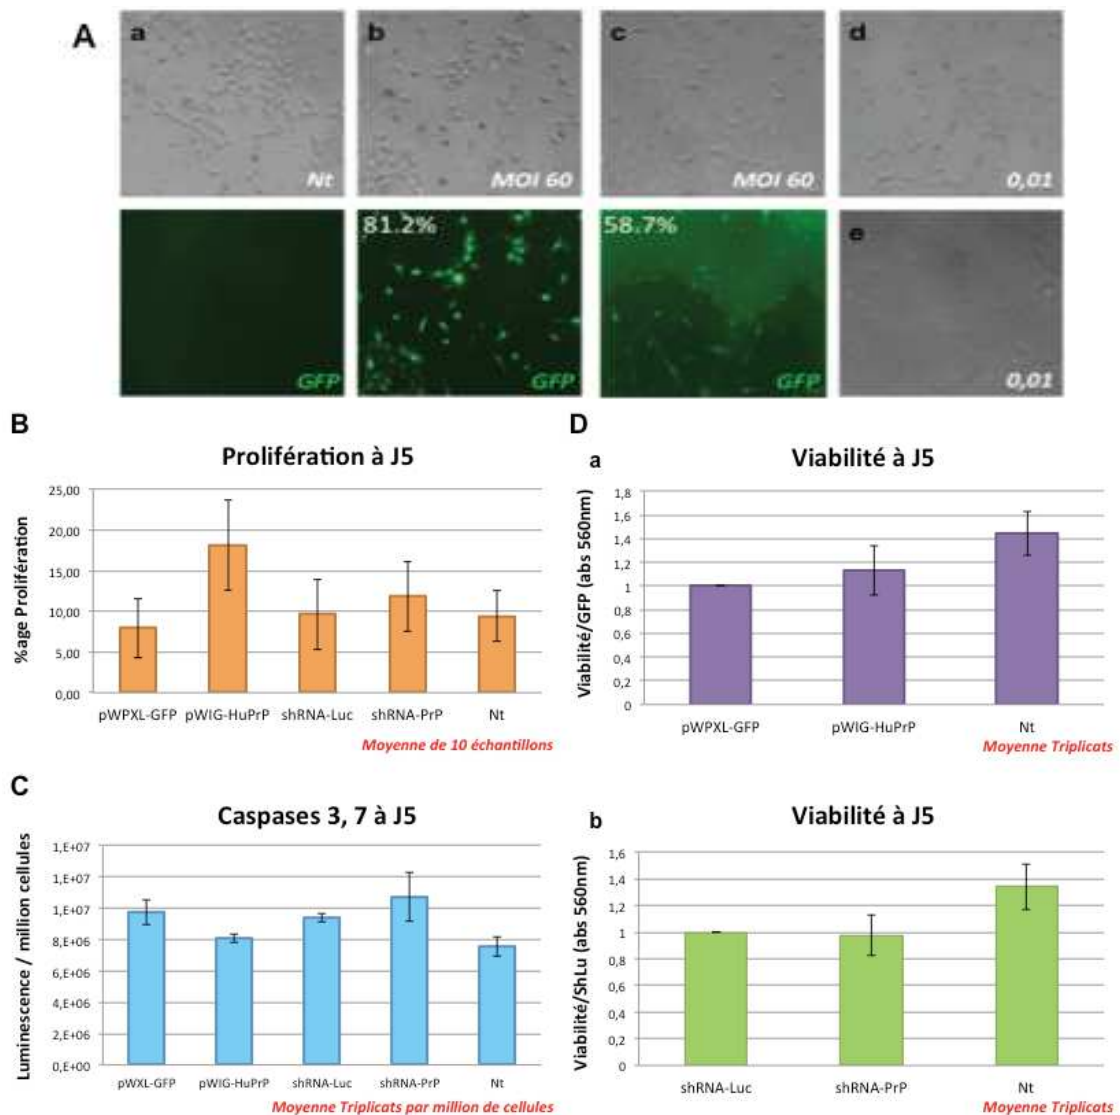 A
a
b
c
d
Nt
MOI 60
MOI 60
0,01
81.2%
58.7%
e
GFP
GFP
GFP
0,01
B
Prolifération à J5
%age Prolifération
25,00
20,00
15,00
10,00
5,00
0,00
pWPXL-GFP
pWIG-HuPrP
shRNA-Luc
shRNA-PrP
Nt
Moyenne de 10 échantillons
C
Caspases 3, 7 à J5
Luminescence / million cellules
1,E+07
1,E+07
1,E+07
8,E+06
6,E+06
4,E+06
2,E+06
0,E+00
pWXL-GFP
pWIG-HuPrP
shRNA-Luc
shRNA-PrP
Nt
Moyenne Triplicats par million de cellules
D
a
Viabilité à J5
Viabilité/GFP (abs 560nm)
1,8
1,6
1,4
1,2
1
0,8
0,6
0,4
0,2
0
pWPXL-GFP
pWIG-HuPrP
Nt
Moyenne Triplicats
b
Viabilité à J5
Viabilité/ShLu (abs 560nm)
1,6
1,4
1,2
1
0,8
0,6
0,4
0,2
0
shRNA-Luc
shRNA-PrP
Nt
Moyenne Triplicats